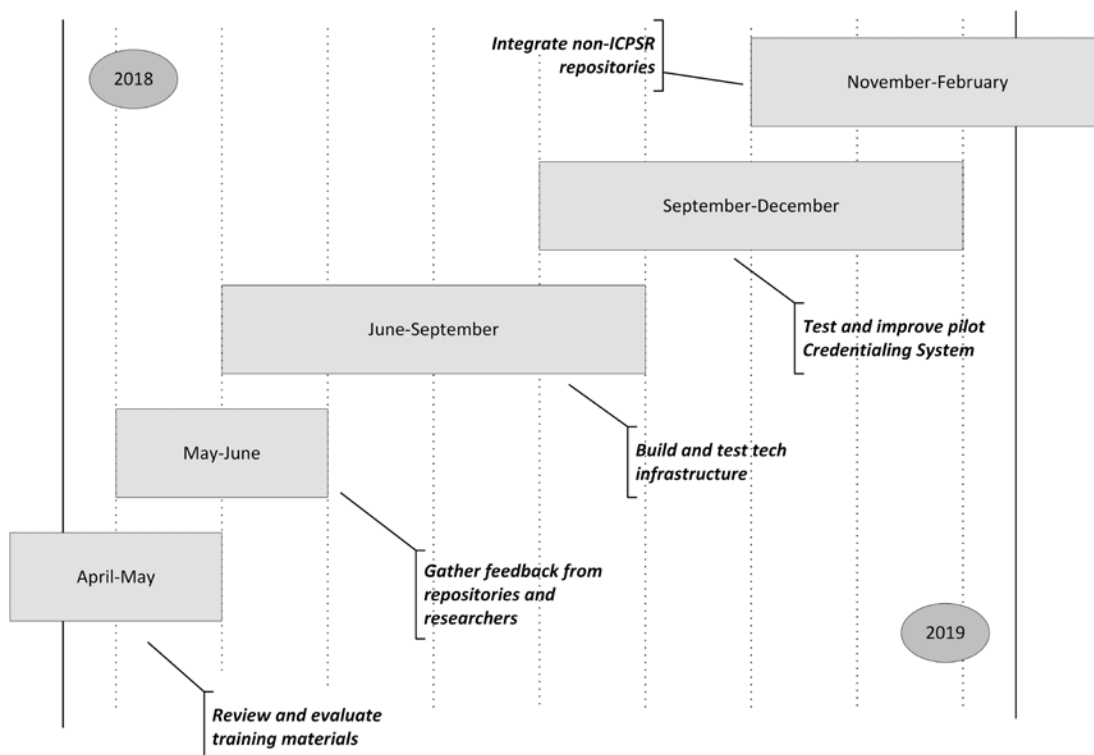 Integrate non-ICPSR
repositories
November-February
2018
September-December
Test and improve pilot
Credentialing System
June-September
Build and test tech
infrastructure
May-June
Gather feedback from
repositories and
researchers
April-May
2019
Review and evaluate
training materials